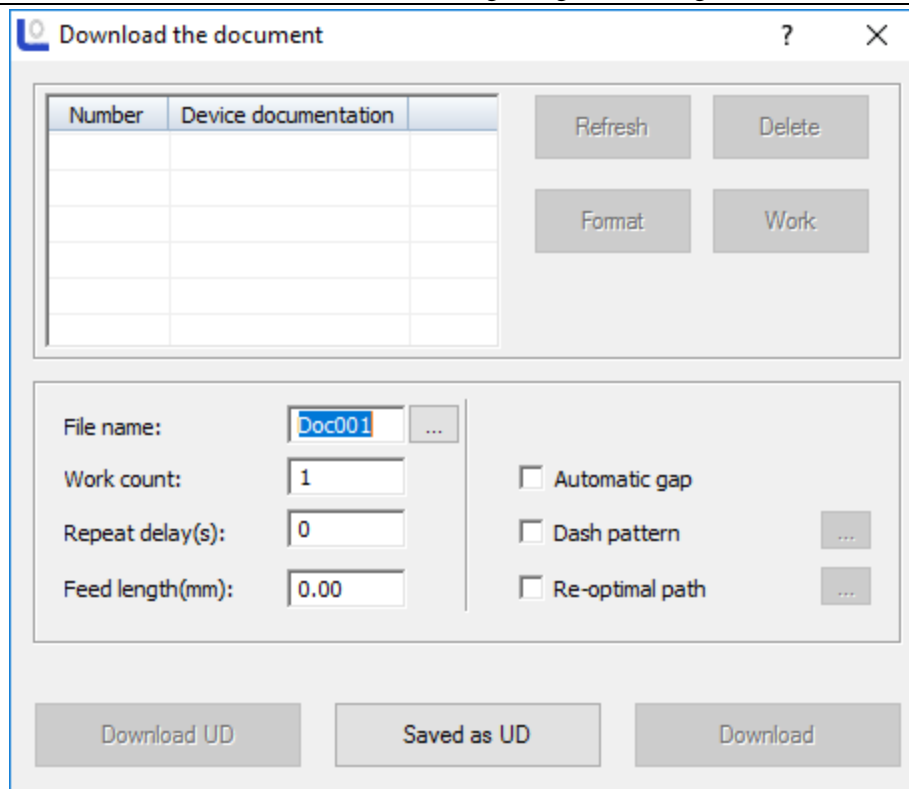 Download the document ?
Number Device documentation
Refresh Delete
Format Work
File name: Doc001 ...
Work count: 1 Automatic gap
Repeat delay(s): 0 Dash pattern ...
Feed length(mm): 0.00 Re-optimal path ...
Download UD Saved as UD Download